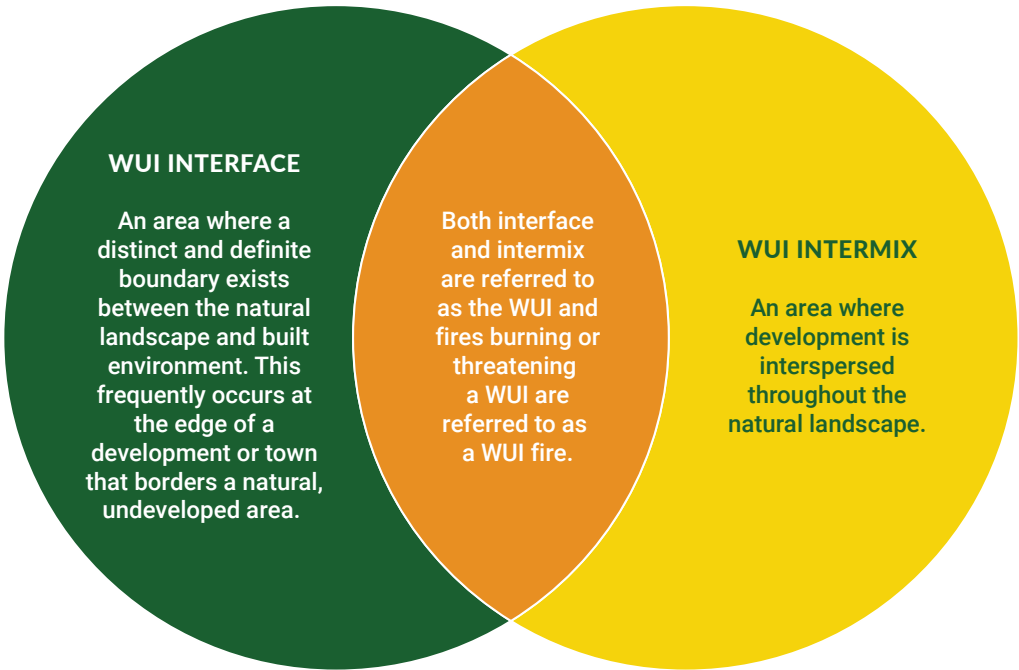 WUI INTERFACE
An area where a
distinct and definite
boundary exists
between the natural
landscape and built
environment. This
frequently occurs at
the edge of a
development or town
that borders a natural,
undeveloped area.
Both interface
and intermix
are referred to
as the WUI and
fires burning or
threatening
a WUI are
referred to as
a WUI fire.
WUI INTERMIX
An area where
development is
interspersed
throughout the
natural landscape.